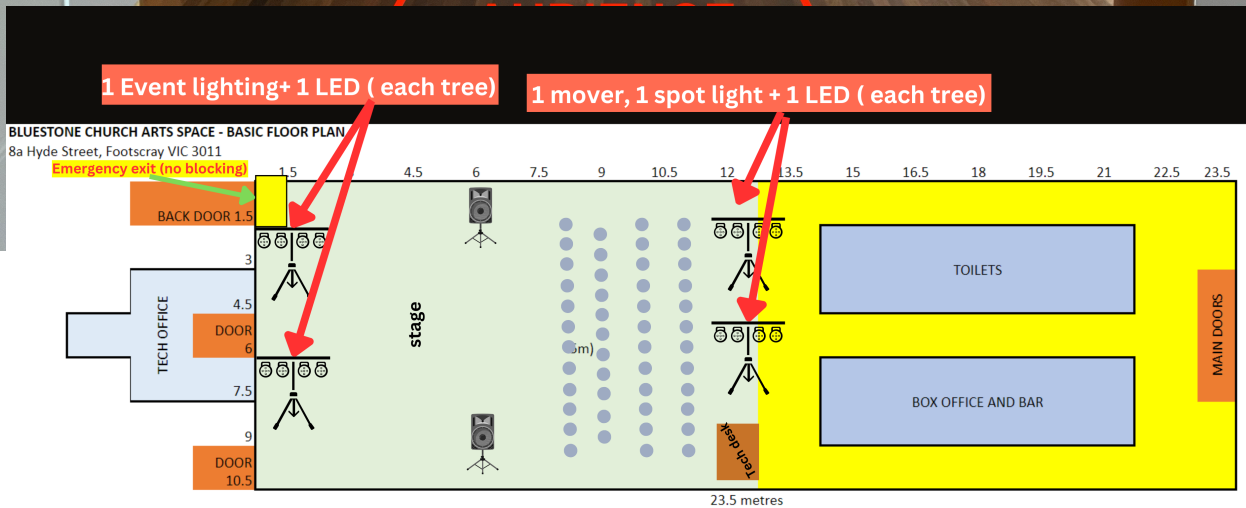 AUDIENCE
1 Event lighting+ 1 LED ( each tree)
1 mover, 1 spot light + 1 LED ( each tree)
BLUESTONE CHURCH ARTS SPACE - BASIC FLOOR PLAN
8a Hyde Street, Footscray VIC 3011
Emergency exit (no blocking)
1.5
4.5
6
7.5
9
10.5
12
13.5
15
16.5
18
19.5
21
22.5
23.5
BACK DOOR 1.5
3
4.5
DOOR
6
7.5
9
DOOR
10.5
TECH OFFICE
stage
5m)
Tech desk
TOILETS
BOX OFFICE AND BAR
MAIN DOORS
23.5 metres